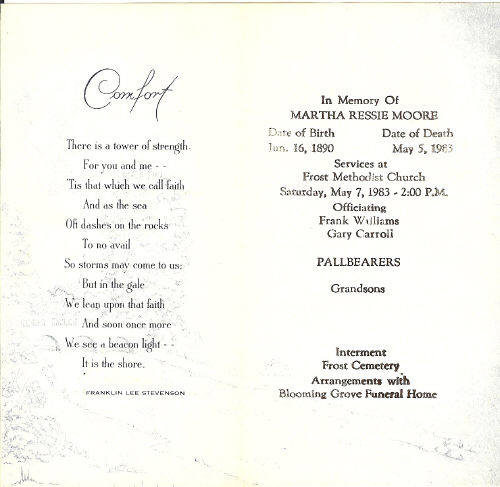 Comfort
There is a tower of strength
For you and me - -
'Tis that which we call faith
And as the sea
Oft dashes on the rocks
To no avail
So storms may come to us;
But in the gale
We lean upon that faith
And soon once more
We see a beacon light - -
It is the shore.
FRANKLIN LEE STEVENSON
In Memory Of
MARTHA RESSIE MOORE
Date of Birth Date of Death
16, 1890 May 5, 1983
Services at
Frost Methodist Church
Saturday, May 7, 1983 - 2:00 P.M.
Officiating
Frank Williams
Gary Carroll
PALLBEARERS
Grandsons
Interment
Frost Cemetery
Arrangements with
Blooming Grove Funeral Home